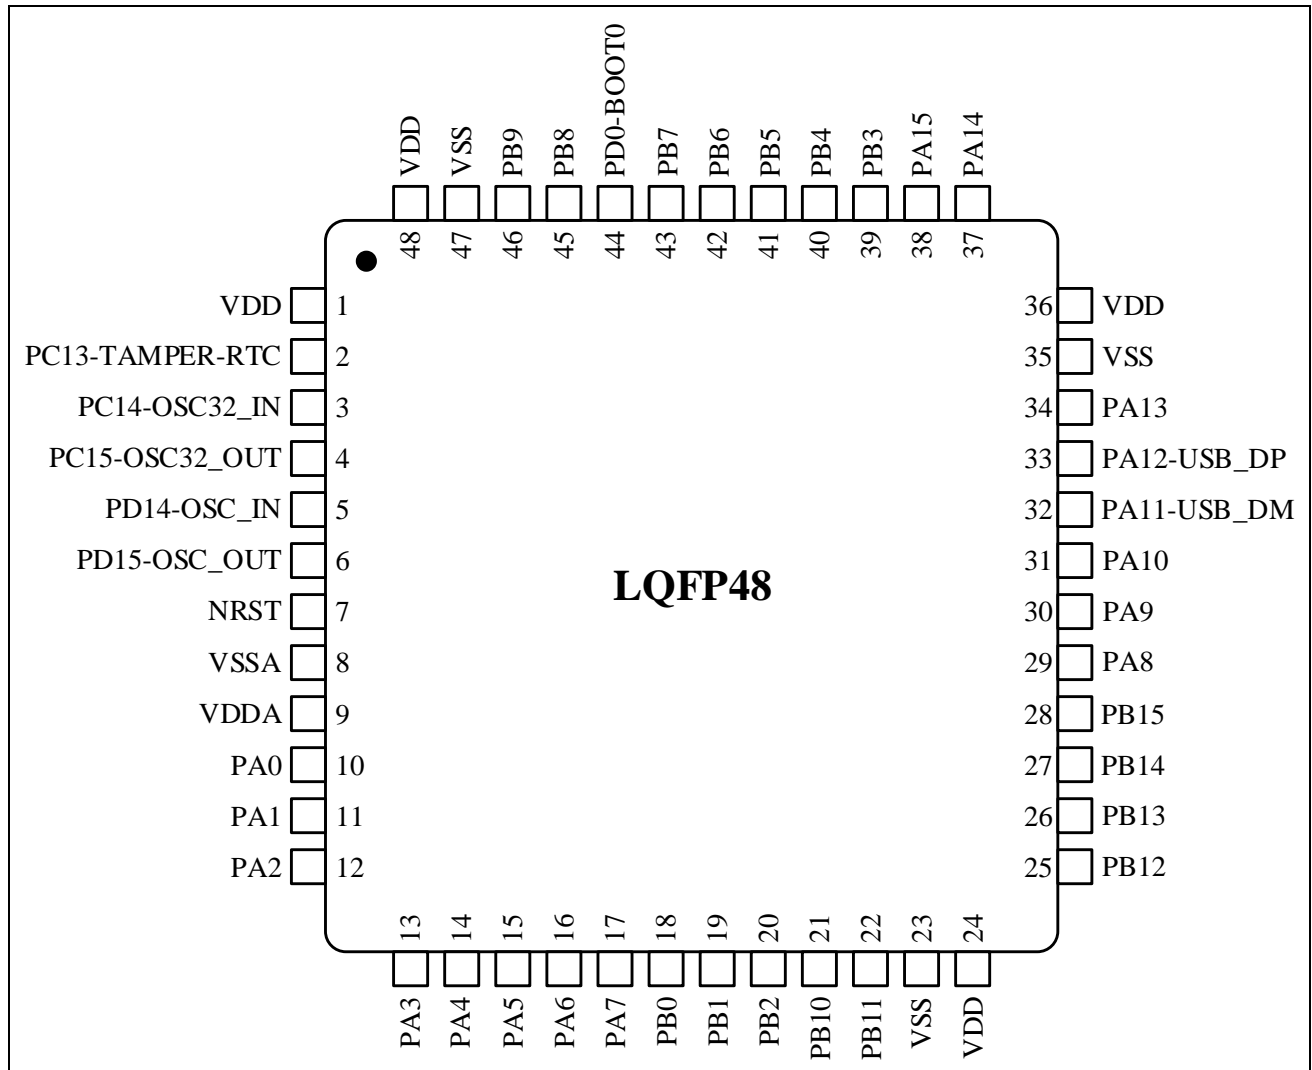 VDD
VSS
PB9
PB8
PD0-BOOT0
PB7
PB6
PB5
PB4
PB3
PA15
PA14
48
47
46
45
44
43
42
41
40
39
38
37
VDD 1
PC13-TAMPER-RTC 2
PC14-OSC32_IN 3
PC15-OSC32_OUT 4
PD14-OSC_IN 5
PD15-OSC_OUT 6
NRST 7
VSSA 8
VDDA 9
PA0 10
PA1 11
PA2 12
LQFP48
36 VDD
35 VSS
34 PA13
33 PA12-USB_DP
32 PA11-USB_DM
31 PA10
30 PA9
29 PA8
28 PB15
27 PB14
26 PB13
25 PB12
13
14
15
16
17
18
19
20
21
22
23
24
PA3
PA4
PA5
PA6
PA7
PB0
PB1
PB2
PB10
PB11
VSS
VDD